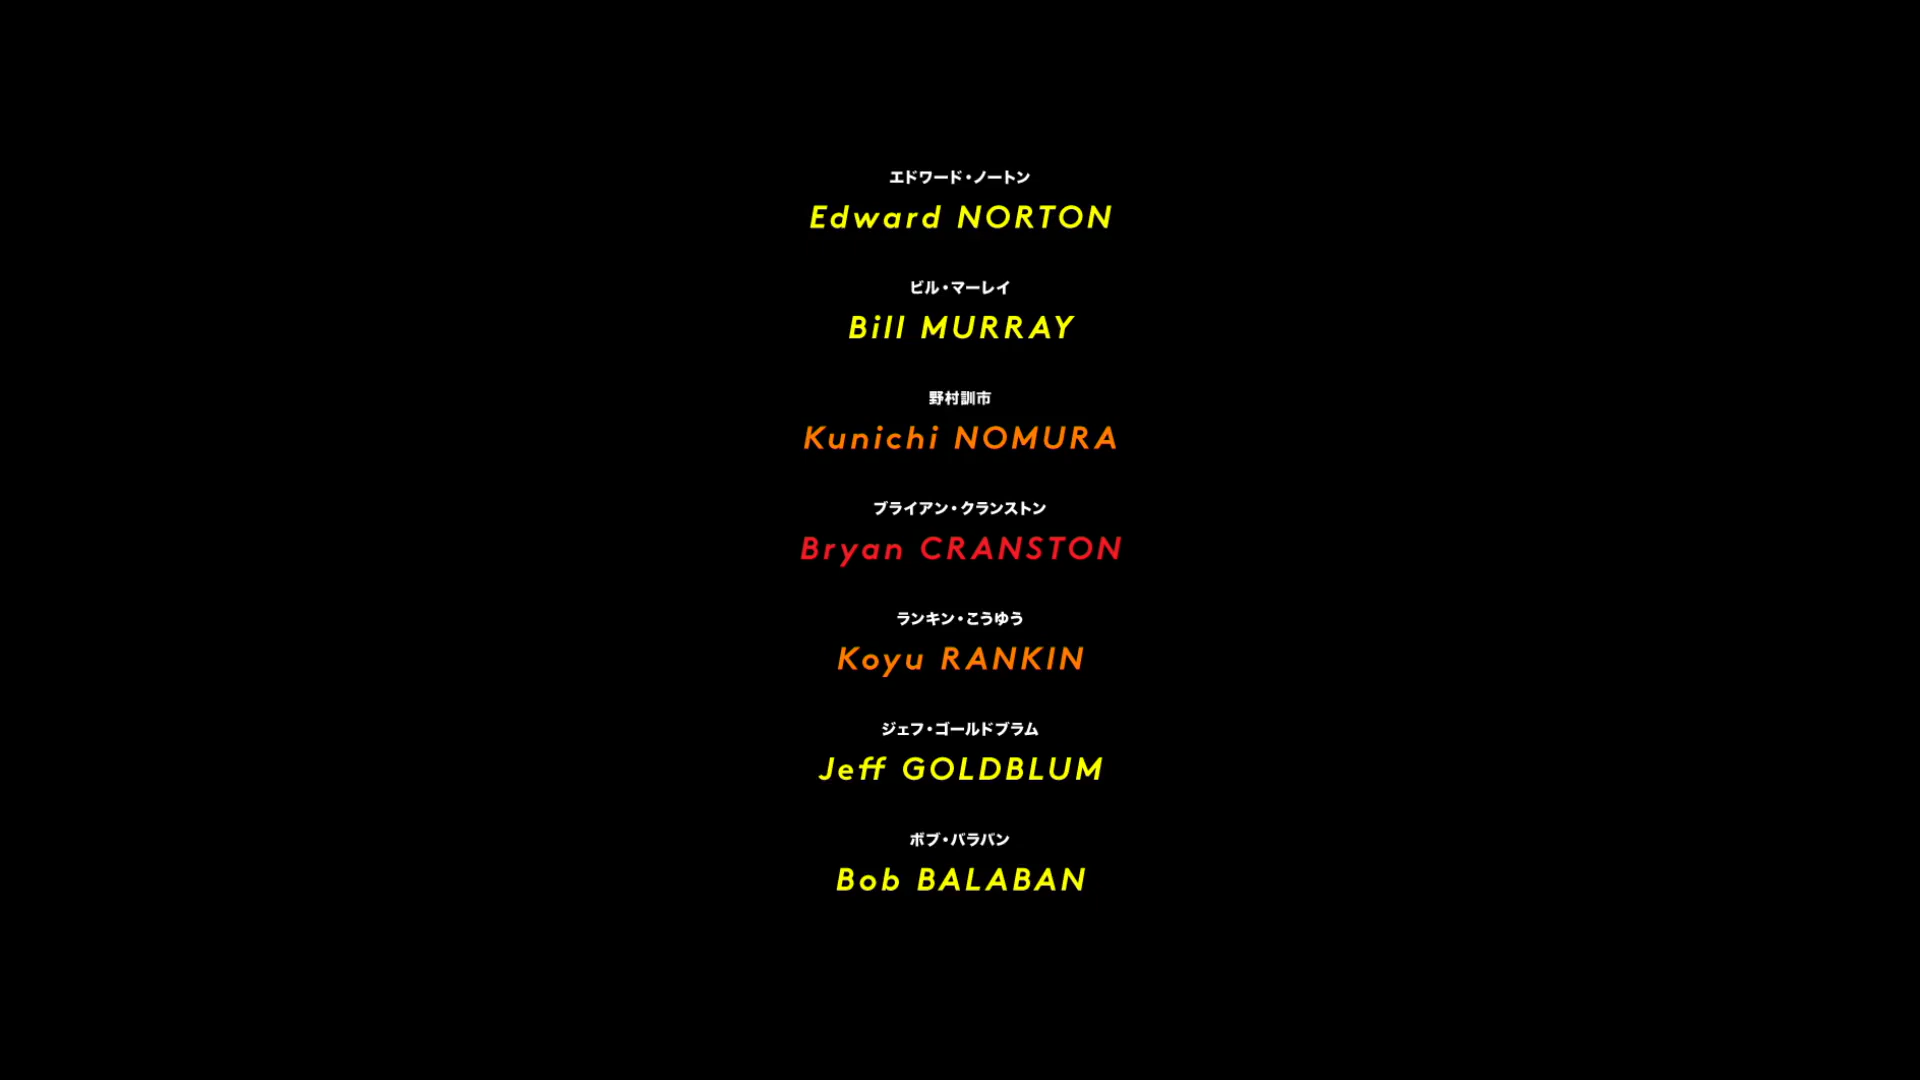 エドワード・ノートン
Edward NORTON
ビル・マーレイ
Bill MURRAY
野村訓市
Kunichi NOMURA
ブライアン・クランストン
Bryan CRANSTON
ランキン・こうゆう
Koyu RANKIN
ジェフ・ゴールドブラム
Jeff GOLDBLUM
ボブ・バラバン
Bob BALABAN